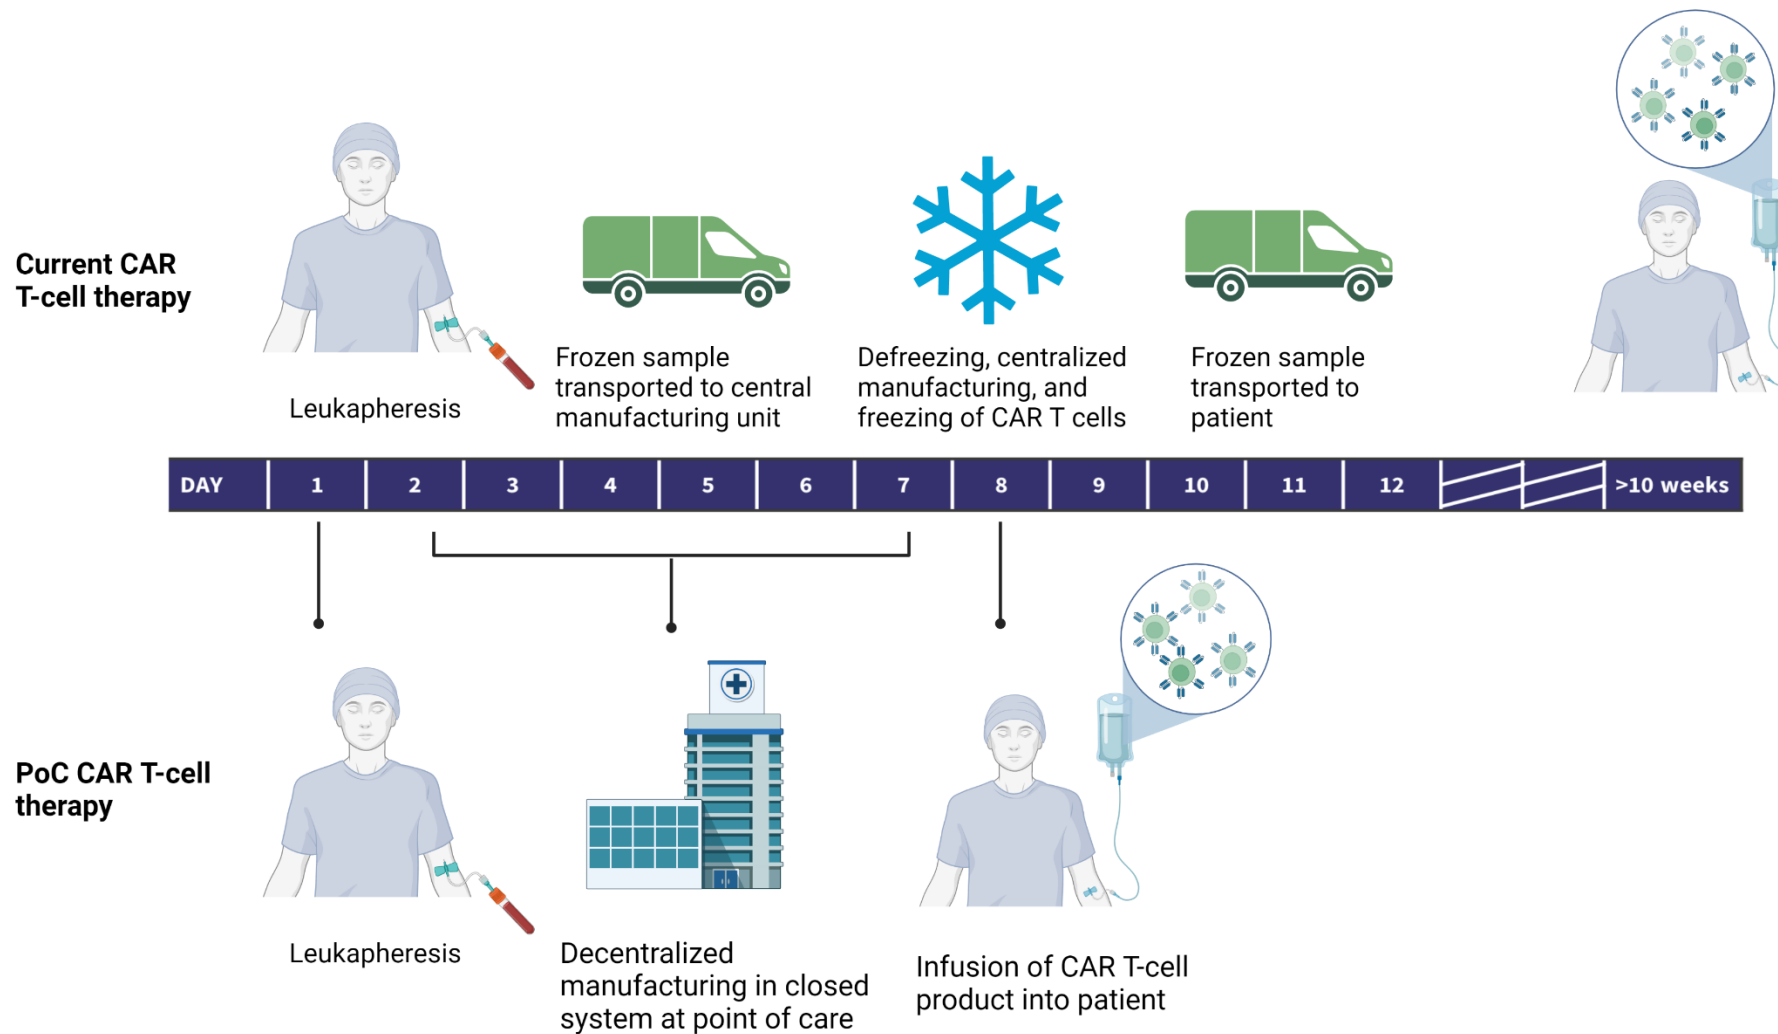 Current CAR
T-cell therapy
Leukapheresis
Frozen sample
transported to central
manufacturing unit
Defreezing, centralized
manufacturing, and
freezing of CAR T cells
Frozen sample
transported to
patient
DAY 1 2 3 4 5 6 7 8 9 10 11 12 >10 weeks
PoC CAR T-cell
therapy
Leukapheresis
Decentralized
manufacturing in closed
system at point of care
Infusion of CAR T-cell
product into patient